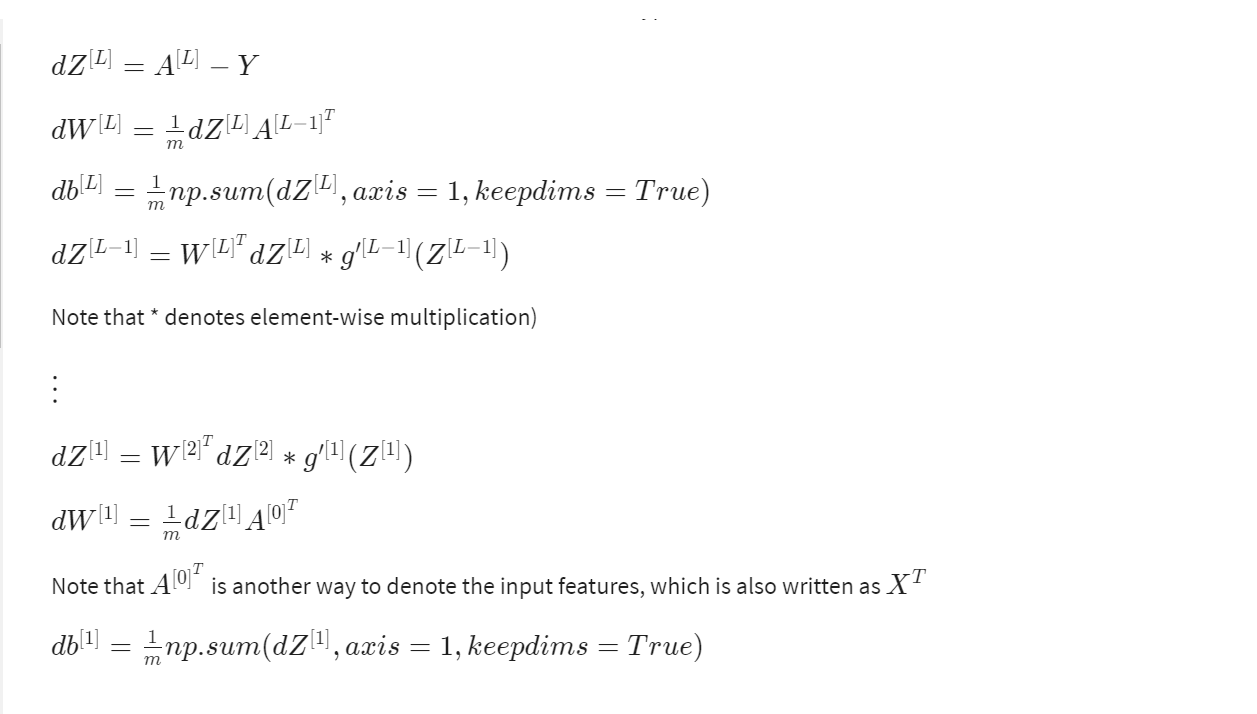 dZ^{[L]} = A^{[L]} − Y
dW^{[L]} = \frac{1}{m} dZ^{[L]} A^{[L−1]^T}
db^{[L]} = \frac{1}{m} np.sum(dZ^{[L]}, axis = 1, keepdims = True)
dZ^{[L−1]} = W^{[L]^T} dZ^{[L]} * g′^{[L−1]}(Z^{[L−1]})
Note that * denotes element-wise multiplication)
⋮
dZ^{[1]} = W^{[2]^T} dZ^{[2]} * g′^{[1]}(Z^{[1]})
dW^{[1]} = \frac{1}{m} dZ^{[1]} A^{[0]^T}
Note that A^{[0]^T} is another way to denote the input features, which is also written as X^T
db^{[1]} = \frac{1}{m} np.sum(dZ^{[1]}, axis = 1, keepdims = True)